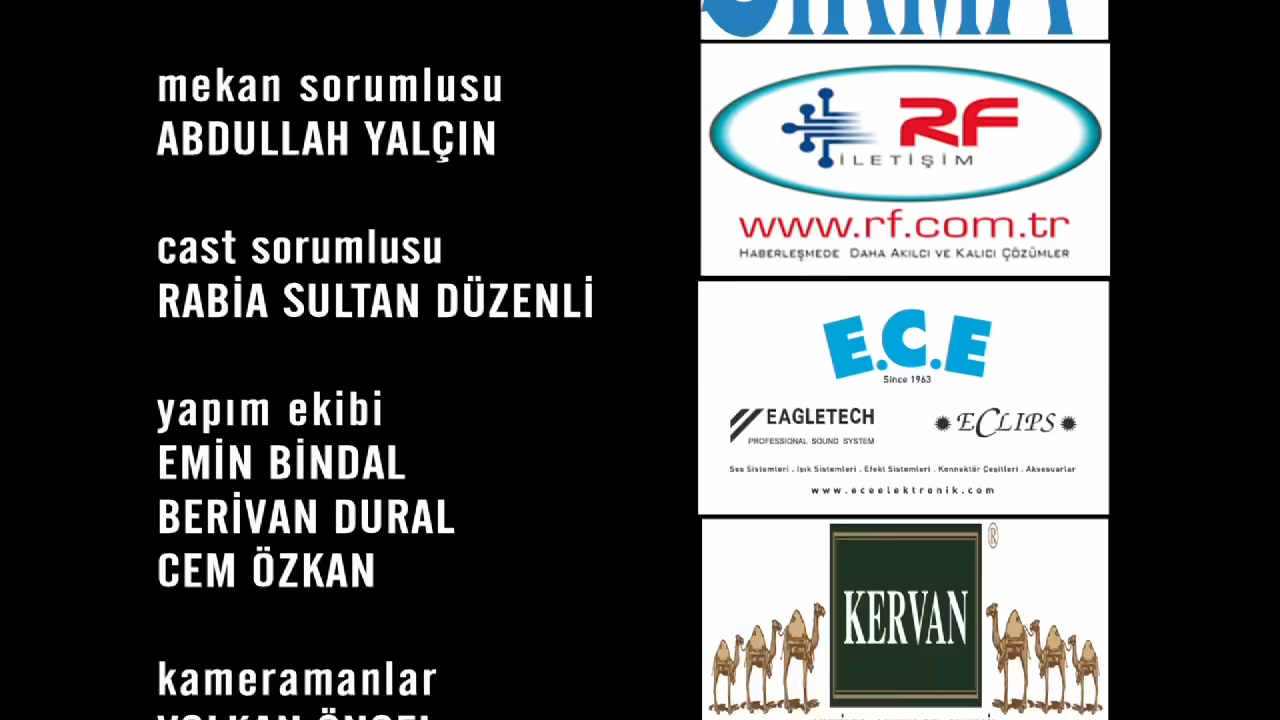 mekan sorumlusu
ABDULLAH YALÇIN
cast sorumlusu
RABİA SULTAN DÜZENLİ
yapım ekibi
EMİN BİNDAL
BERİVAN DURAL
CEM ÖZKAN
kameramanlar
RF
İLETİŞİM
www.rf.com.tr
HABERLEŞMEDE DAHA AKILCI VE KALICI ÇÖZÜMLER
E.C.E
Since 1963
EAGLETECH
PROFESSIONAL SOUND SYSTEM
ECLIPS
Ses Sistemleri . Işık Sistemleri . Efekt Sistemleri . Konnektör Çeşitleri . Aksesuarlar
www.eceelektronik.com
®
KERVAN